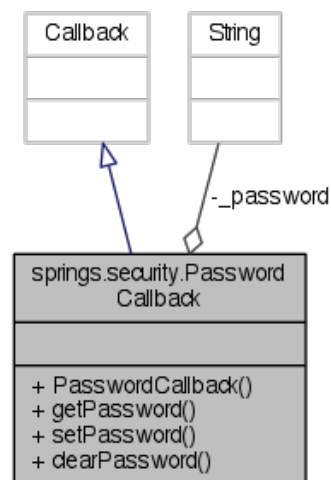 Callback
String
-_password
springs.security.Password
Callback
+ PasswordCallback()
+ getPassword()
+ setPassword()
+ clearPassword()